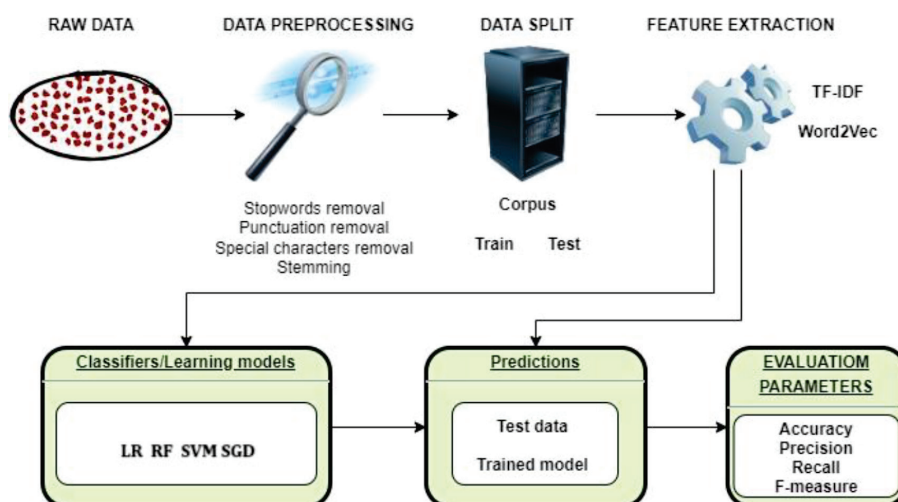 RAW DATA
DATA PREPROCESSING
DATA SPLIT
FEATURE EXTRACTION
TF-IDF
Word2Vec
Stopwords removal
Punctuation removal
Special characters removal
Stemming
Corpus
Train Test
Classifiers/Learning models
LR RF SVM SGD
Predictions
Test data
Trained model
EVALUATIOM
PARAMETERS
Accuracy
Precision
Recall
F-measure